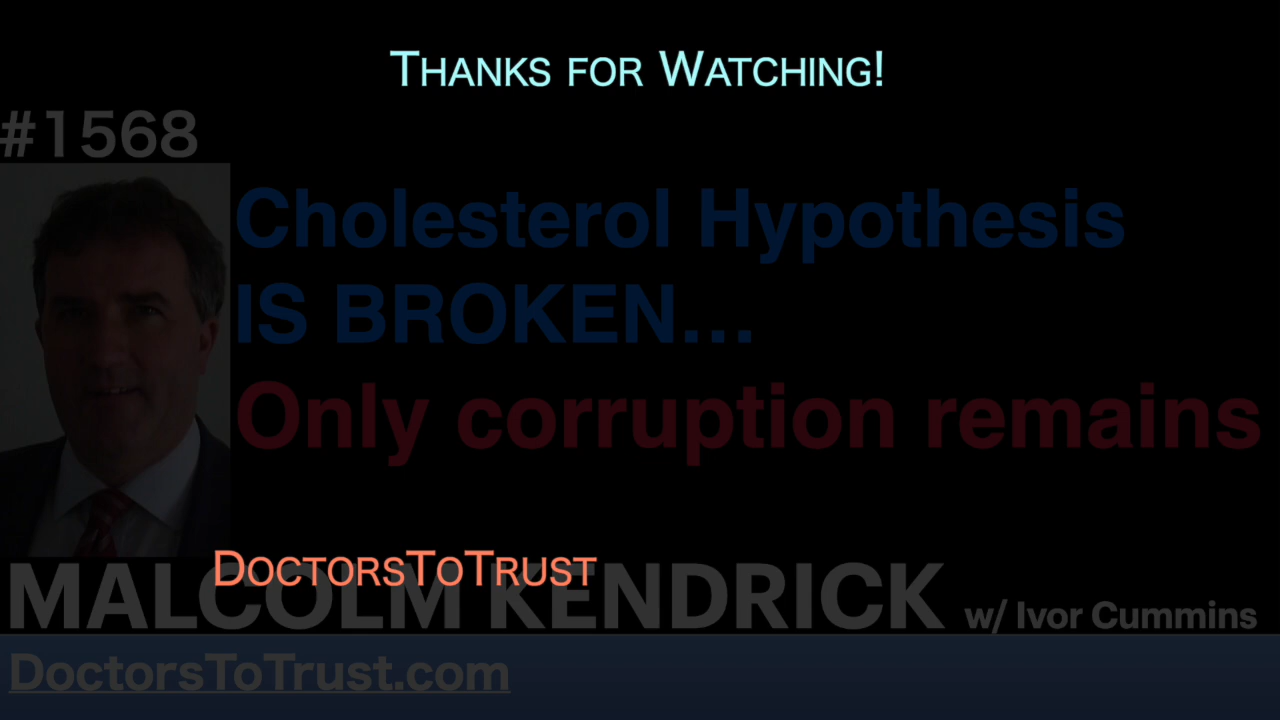 THANKS FOR WATCHING!
#1568
Cholesterol Hypothesis
IS BROKEN...
Only corruption remains
DOCTORSTOTRUST
MALCOLM KENDRICK w/ Ivor Cummins
DoctorsToTrust.com